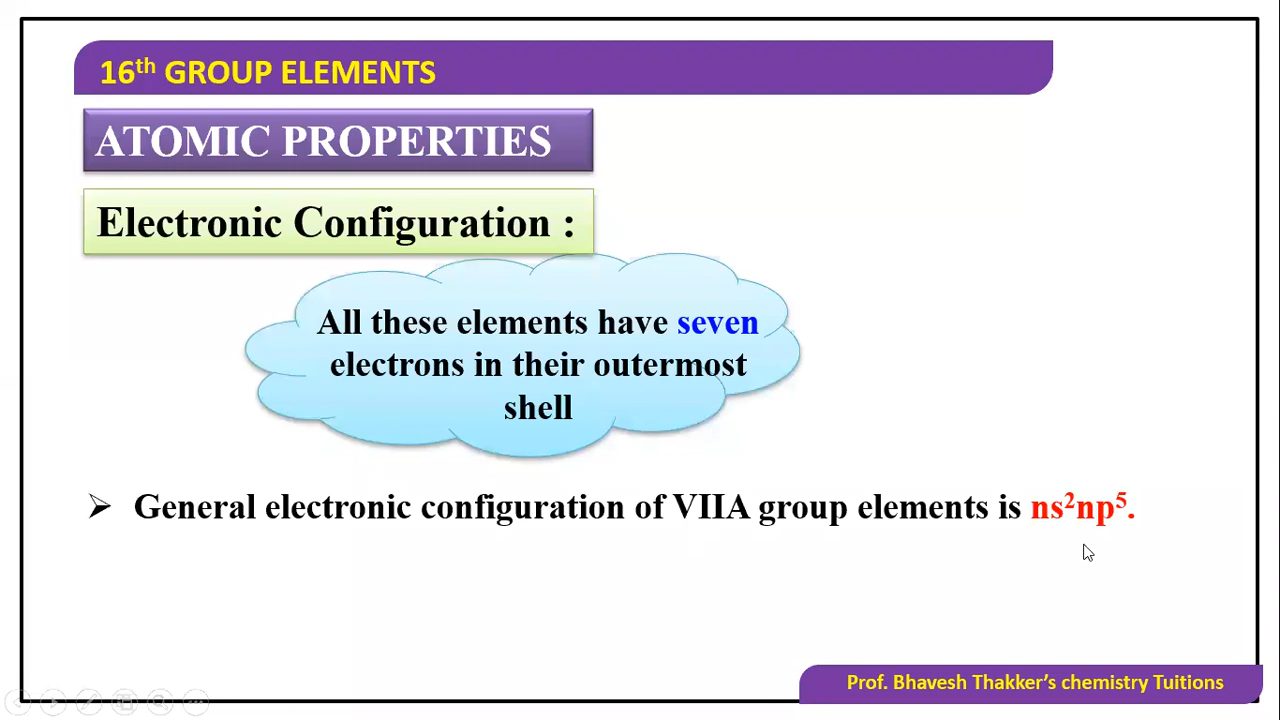 16th GROUP ELEMENTS
ATOMIC PROPERTIES
Electronic Configuration :
All these elements have seven
electrons in their outermost
shell
➢ General electronic configuration of VIIA group elements is ns²np⁵.
Prof. Bhavesh Thakker's chemistry Tuitions